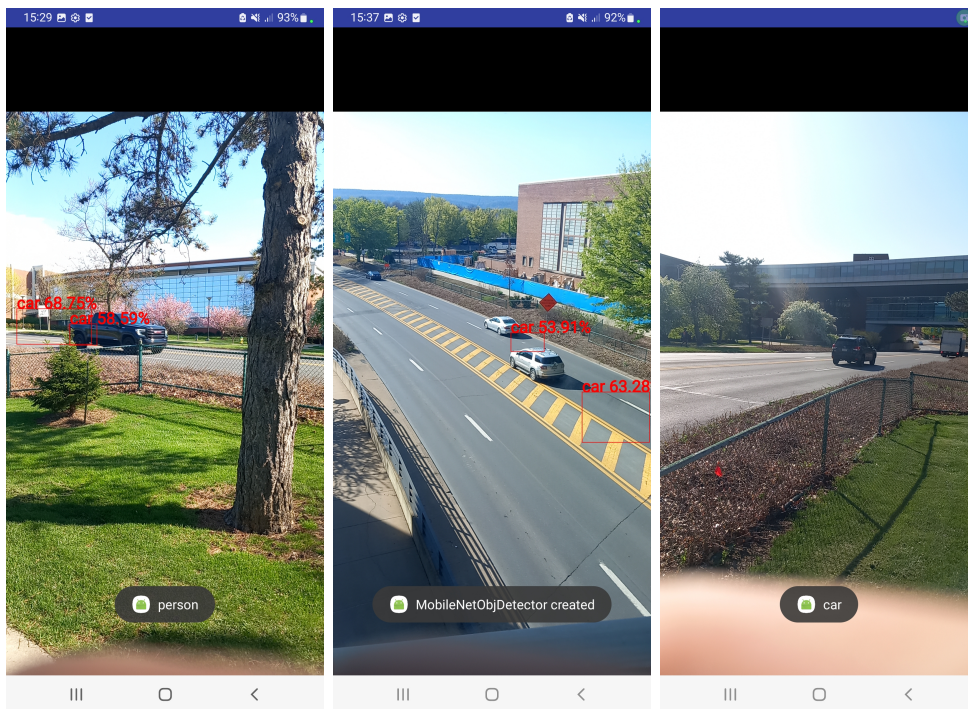 15:29
93%
car 68.75%
car 58.59%
person
15:37
92%
car 53.91%
car 63.28
MobileNetObjDetector created
car